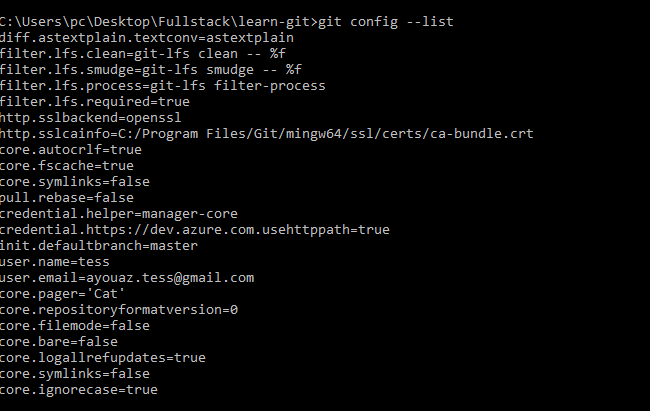 C:\Users\pc\Desktop\Fullstack\learn-git>git config --list
diff.astextplain.textconv=astextplain
filter.lfs.clean=git-lfs clean -- %f
filter.lfs.smudge=git-lfs smudge -- %f
filter.lfs.process=git-lfs filter-process
filter.lfs.required=true
http.sslbackend=openssl
http.sslcainfo=C:/Program Files/Git/mingw64/ssl/certs/ca-bundle.crt
core.autocrlf=true
core.fscache=true
core.symlinks=false
pull.rebase=false
credential.helper=manager-core
credential.https://dev.azure.com.usehttppath=true
init.defaultbranch=master
user.name=tess
user.email=ayouaz.tess@gmail.com
core.pager='Cat'
core.repositoryformatversion=0
core.filemode=false
core.bare=false
core.logallrefupdates=true
core.symlinks=false
core.ignorecase=true